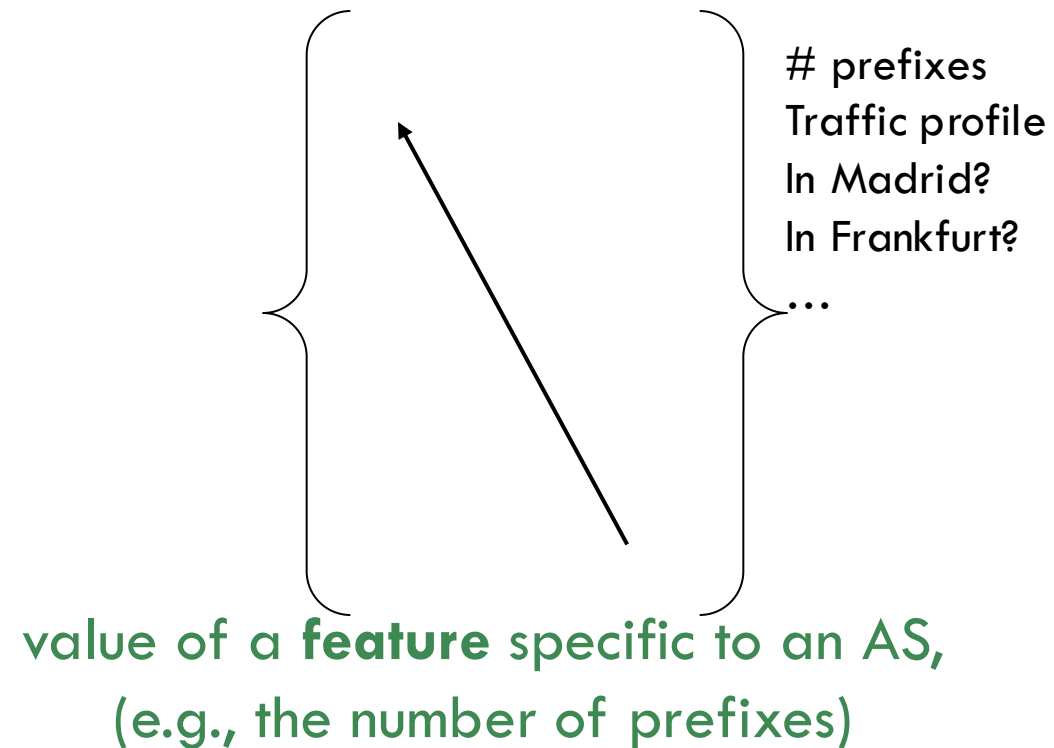 # prefixes
Traffic profile
In Madrid?
In Frankfurt?
...
value of a feature specific to an AS,
(e.g., the number of prefixes)